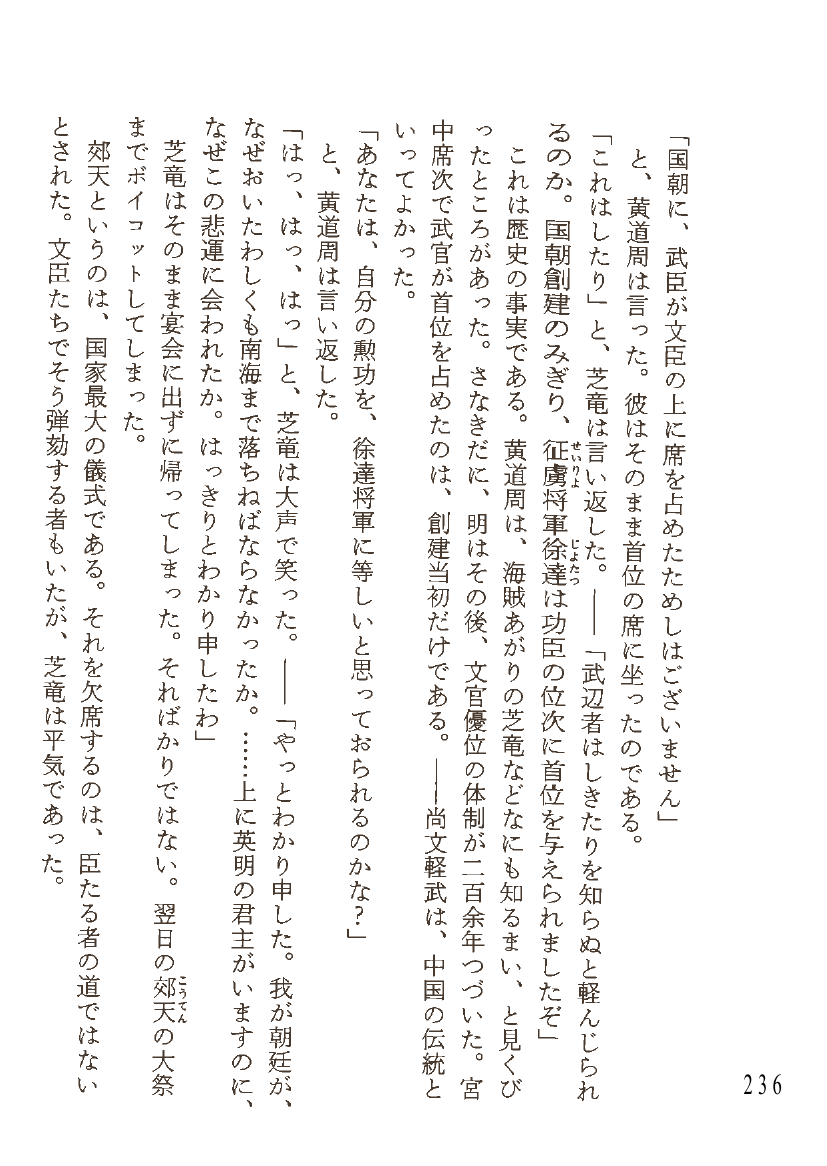 「国朝に、武臣が文臣の上に席を占めたためしはございません」
と、黄道周は言った。彼はそのまま首位の席に坐ったのである。
「これはしたり」と、芝竜は言い返した。――「武辺者はしきたりを知らぬと軽んじられ
るのか。国朝創建のみぎり、征虜将軍徐達は功臣の位次に首位を与えられましたぞ」
せいりよ
じよたつ
これは歴史の事実である。黄道周は、海賊あがりの芝竜などなにも知るまい、と見くび
ったところがあった。さなきだに、明はその後、文官優位の体制が二百余年つづいた。宮
中席次で武官が首位を占めたのは、創建当初だけである。――尚文軽武は、中国の伝統と
いってよかった。
「あなたは、自分の勲功を、徐達将軍に等しいと思っておられるのかな?」
と、黄道周は言い返した。
「はっ、はっ、はっ」と、芝竜は大声で笑った。――「やっとわかり申した。我が朝廷が、
なぜおいたわしくも南海まで落ちねばならなかったか。……上に英明の君主がいますのに、
なぜこの悲運に会われたか。はっきりとわかり申したわ」
芝竜はそのまま宴会に出ずに帰ってしまった。そればかりではない。翌日の郊天の大祭
こうてん
までボイコットしてしまった。
郊天というのは、国家最大の儀式である。それを欠席するのは、臣たる者の道ではない
とされた。文臣たちでそう弾劾する者もいたが、芝竜は平気であった。
236